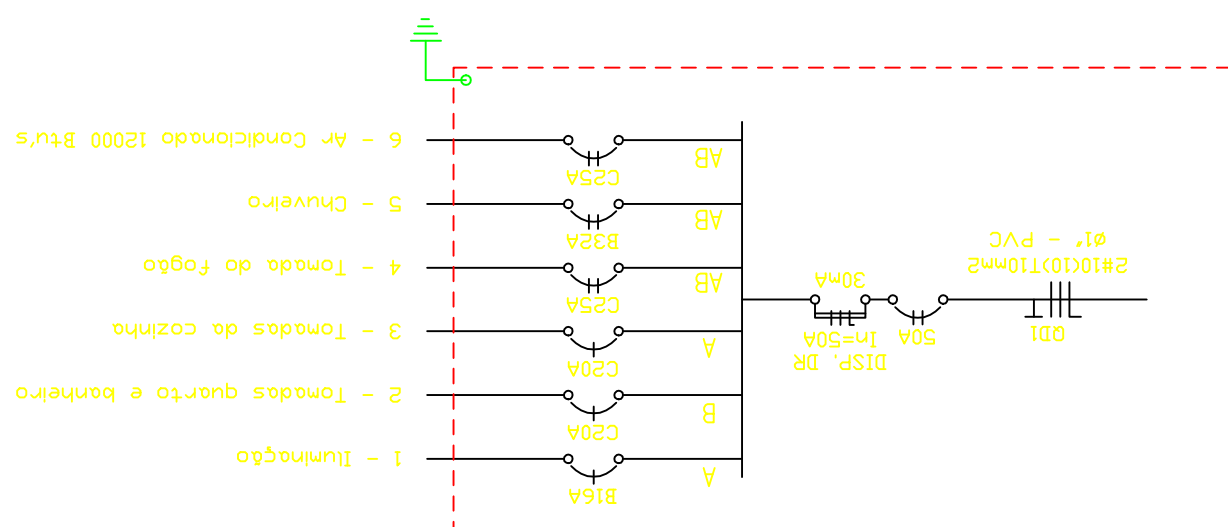 B16A
A
1 - Iluminação
C20A
B
2 - Tomadas quarto e banheiro
C20A
A
3 - Tomadas da cozinha
C25A
AB
4 - Tomada do fogão
B32A
AB
5 - Chuveiro
C25A
AB
6 - Ar Condicionado 12000 Btu's
QD1
2#10(10)T10mm2
ø1" - PVC
50A
DISP. DR
In=50A
30mA